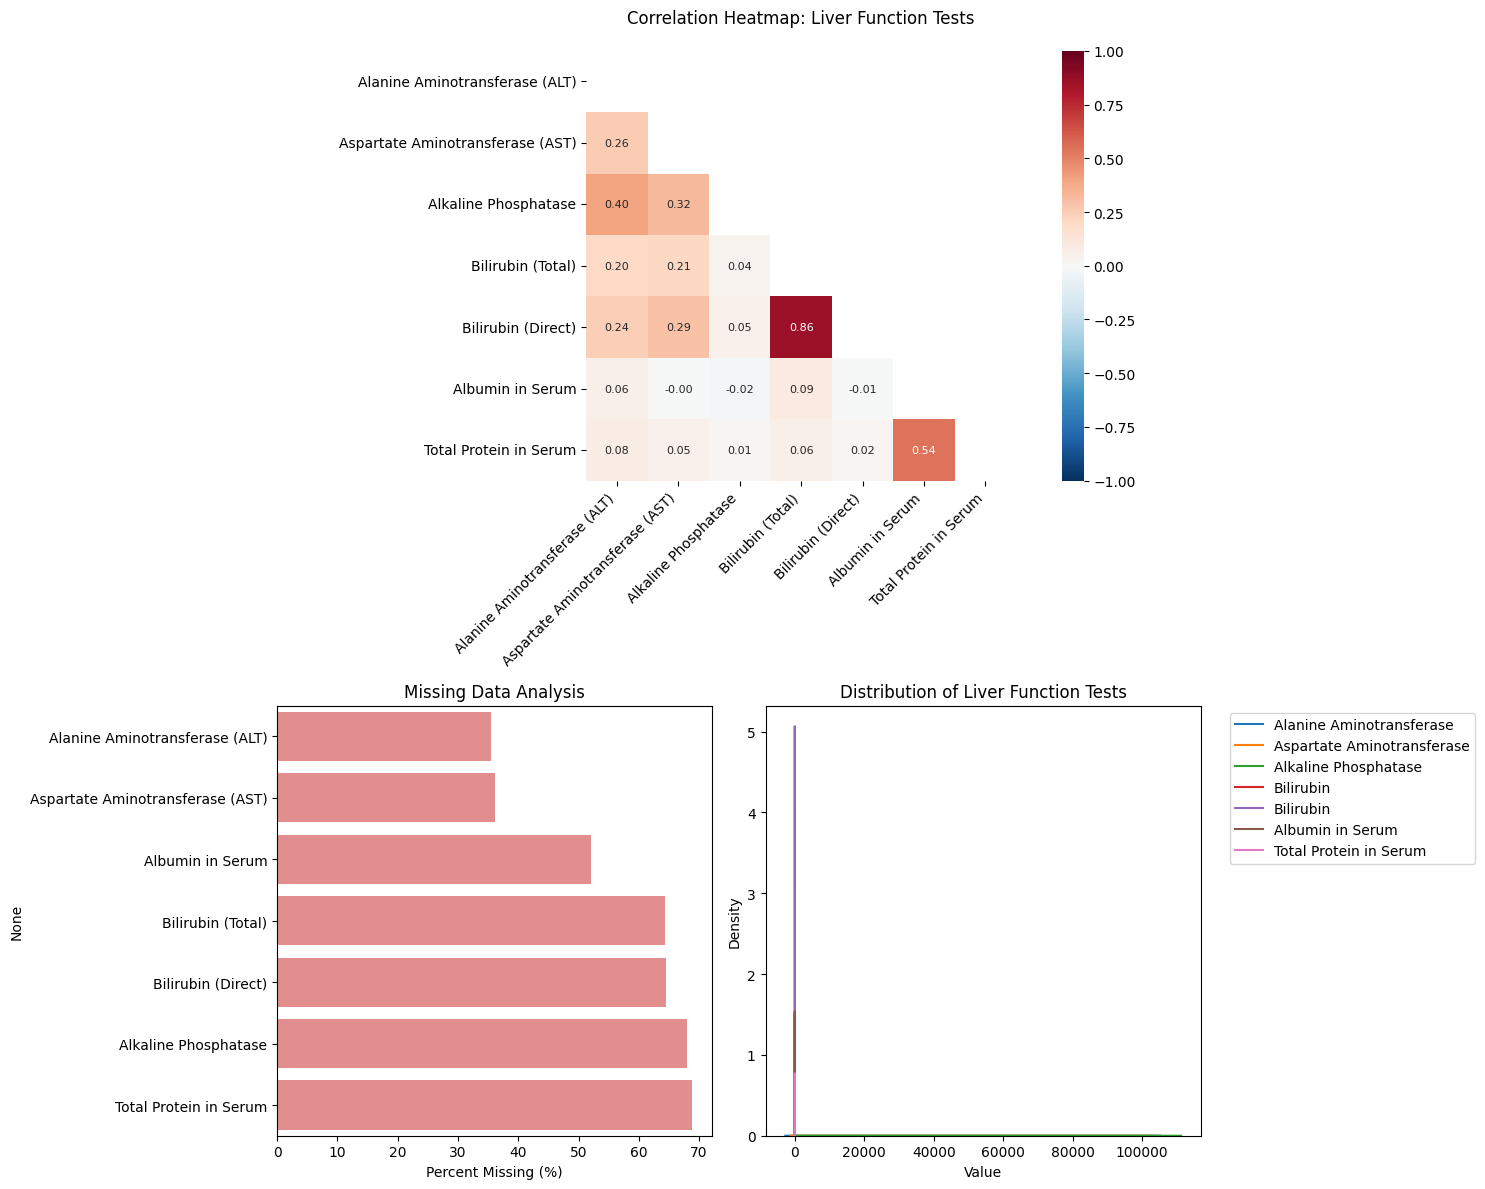 Correlation Heatmap: Liver Function Tests
Alanine Aminotransferase (ALT)
Aspartate Aminotransferase (AST)
0.26
Alkaline Phosphatase
0.40 0.32
Bilirubin (Total)
0.20 0.21 0.04
Bilirubin (Direct)
0.24 0.29 0.05 0.86
Albumin in Serum
0.06 -0.00 -0.02 0.09 -0.01
Total Protein in Serum
0.08 0.05 0.01 0.06 0.02 0.54
1.00
0.75
0.50
0.25
0.00
−0.25
−0.50
−0.75
−1.00
Alanine Aminotransferase (ALT)
Aspartate Aminotransferase (AST)
Alkaline Phosphatase
Bilirubin (Total)
Bilirubin (Direct)
Albumin in Serum
Total Protein in Serum
Missing Data Analysis
None
Alanine Aminotransferase (ALT)
Aspartate Aminotransferase (AST)
Albumin in Serum
Bilirubin (Total)
Bilirubin (Direct)
Alkaline Phosphatase
Total Protein in Serum
0 10 20 30 40 50 60 70
Percent Missing (%)
Distribution of Liver Function Tests
Density
5
4
3
2
1
0
0 20000 40000 60000 80000 100000
Value
Alanine Aminotransferase
Aspartate Aminotransferase
Alkaline Phosphatase
Bilirubin
Bilirubin
Albumin in Serum
Total Protein in Serum